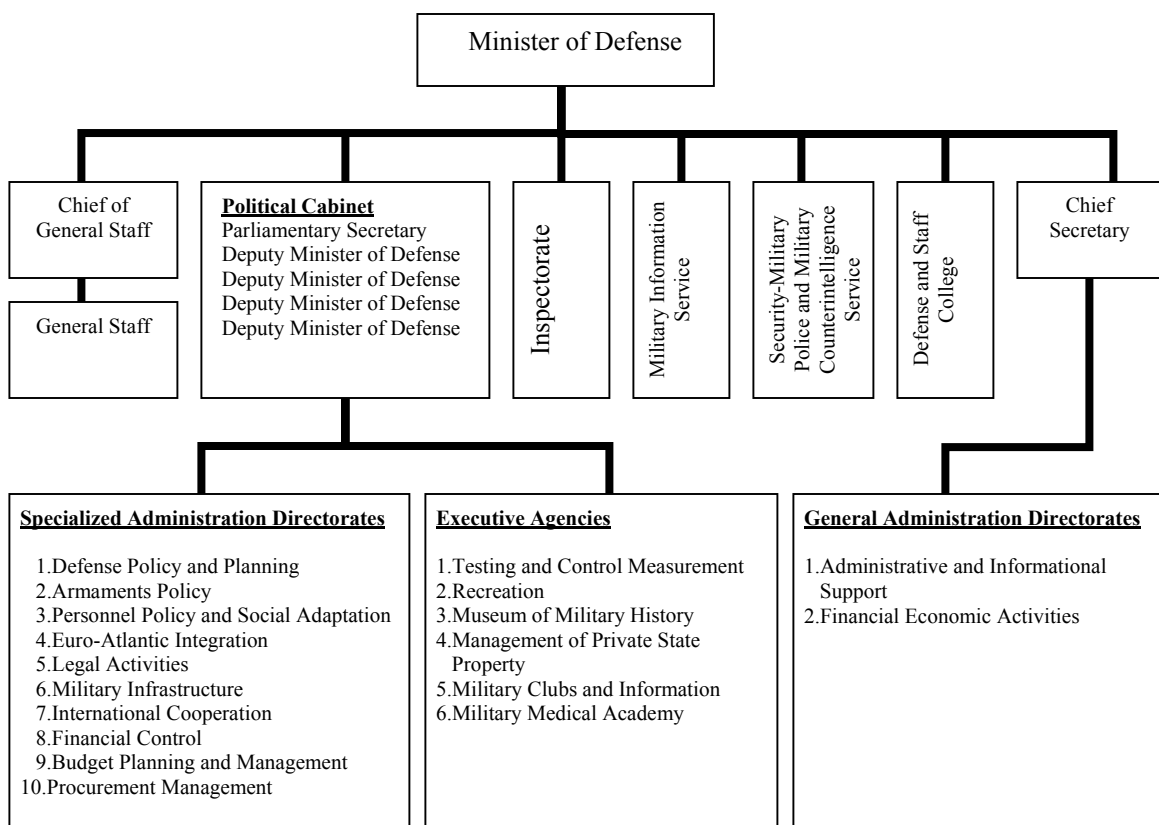 Minister of Defense
Chief of
General Staff
General Staff
Political Cabinet
Parliamentary Secretary
Deputy Minister of Defense
Deputy Minister of Defense
Deputy Minister of Defense
Deputy Minister of Defense
Inspectorate
Military Information
Service
Security-Military
Police and Military
Counterintelligence
Service
Defense and Staff
College
Chief
Secretary
Specialized Administration Directorates
1.Defense Policy and Planning
2.Armaments Policy
3.Personnel Policy and Social Adaptation
4.Euro-Atlantic Integration
5.Legal Activities
6.Military Infrastructure
7.International Cooperation
8.Financial Control
9.Budget Planning and Management
10.Procurement Management
Executive Agencies
1.Testing and Control Measurement
2.Recreation
3.Museum of Military History
4.Management of Private State
Property
5.Military Clubs and Information
6.Military Medical Academy
General Administration Directorates
1.Administrative and Informational
Support
2.Financial Economic Activities